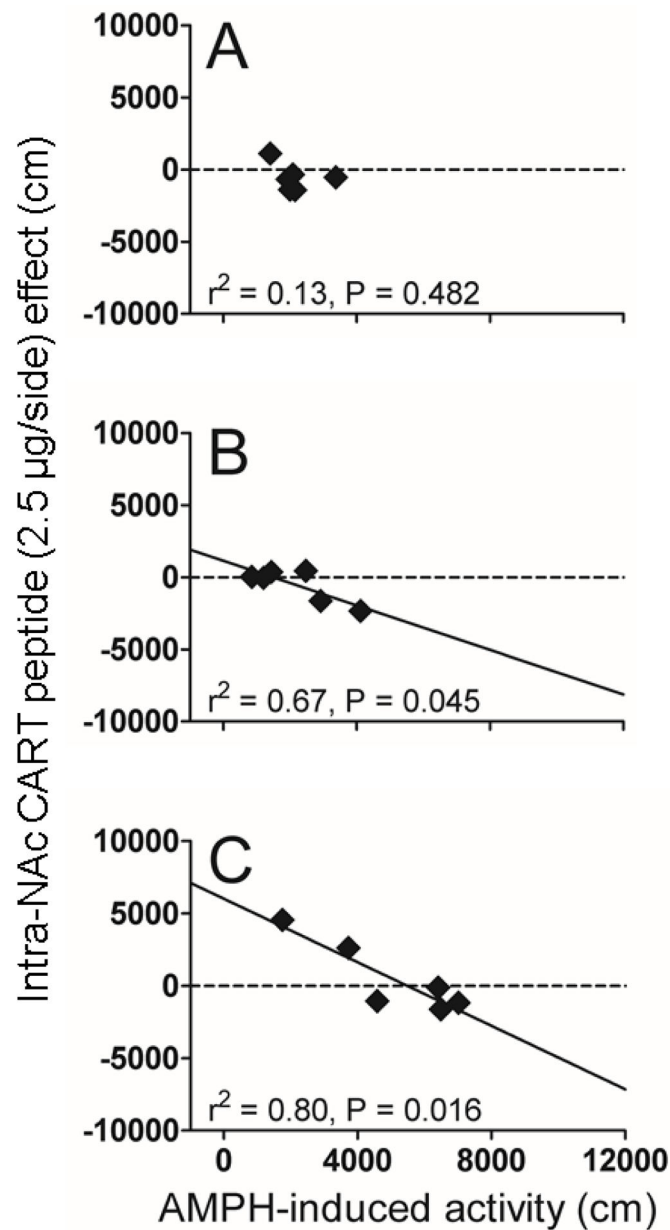 Intra-NAc CART peptide (2.5 µg/side) effect (cm)
A
10000
5000
0
-5000
-10000
r² = 0.13, P = 0.482
B
10000
5000
0
-5000
-10000
r² = 0.67, P = 0.045
C
10000
5000
0
-5000
-10000
r² = 0.80, P = 0.016
0 4000 8000 12000
AMPH-induced activity (cm)